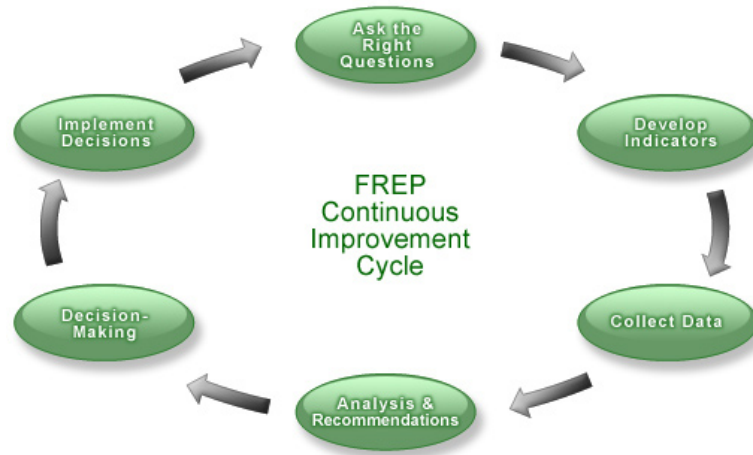 Ask the
Right
Questions
Develop
Indicators
Collect Data
Analysis &
Recommendations
Decision-
Making
Implement
Decisions
FREP
Continuous
Improvement
Cycle